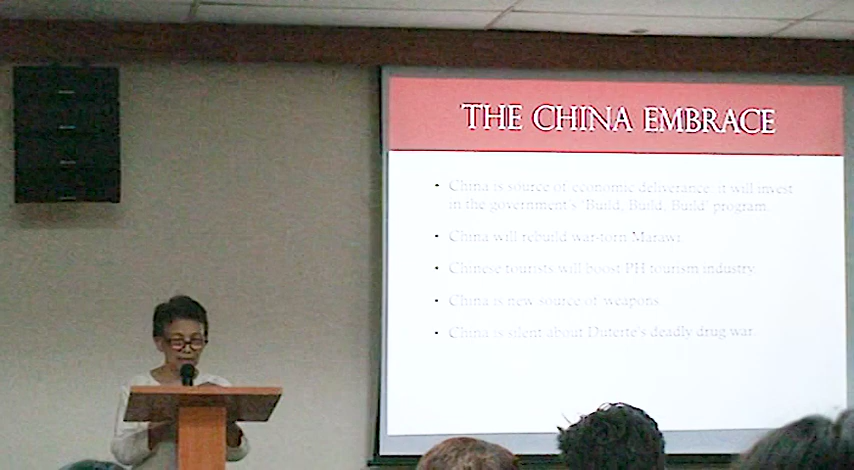 THE CHINA EMBRACE
• China is source of economic deliverance; it will invest
in the government's 'Build, Build, Build' program.
• China will rebuild war-torn Marawi.
• Chinese tourists will boost PH tourism industry.
• China is new source of weapons.
• China is silent about Duterte's deadly drug war.